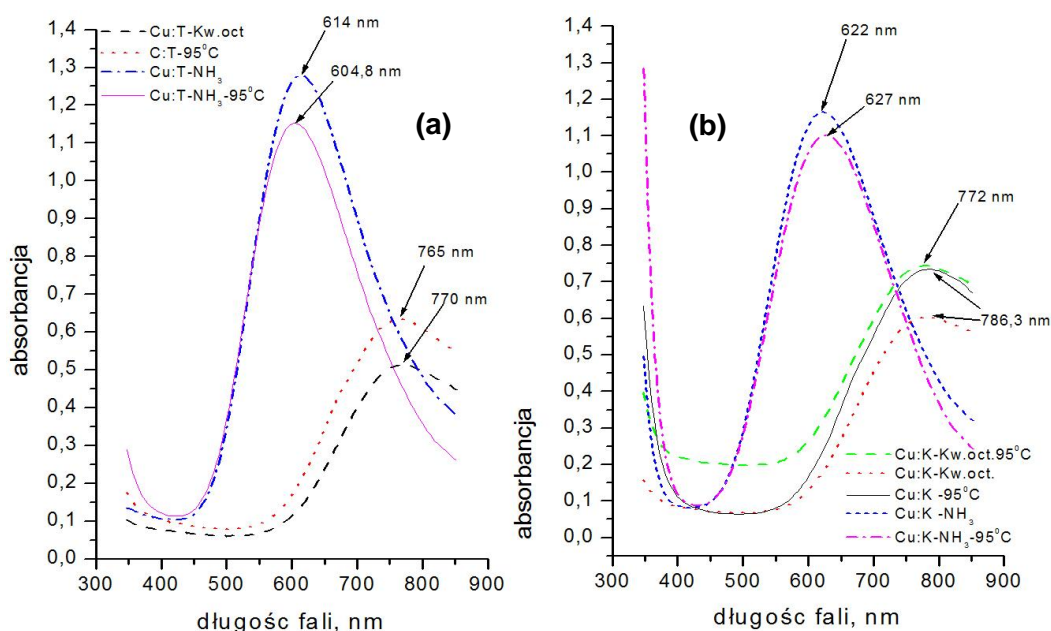 absorbancja
1,4
1,3
1,2
1,1
1,0
0,9
0,8
0,7
0,6
0,5
0,4
0,3
0,2
0,1
0,0
Cu:T-Kw.oct
C:T-95⁰C
Cu:T-NH₃
Cu:T-NH₃-95⁰C
614 nm
604,8 nm
(a)
765 nm
770 nm
300 400 500 600 700 800 900
długośc fali, nm
absorbancja
1,4
1,3
1,2
1,1
1,0
0,9
0,8
0,7
0,6
0,5
0,4
0,3
0,2
0,1
0,0
622 nm
627 nm
(b)
772 nm
786,3 nm
Cu:K-Kw.oct.95⁰C
Cu:K-Kw.oct.
Cu:K -95⁰C
Cu:K -NH₃
Cu:K-NH₃-95⁰C
300 400 500 600 700 800 900
długośc fali, nm